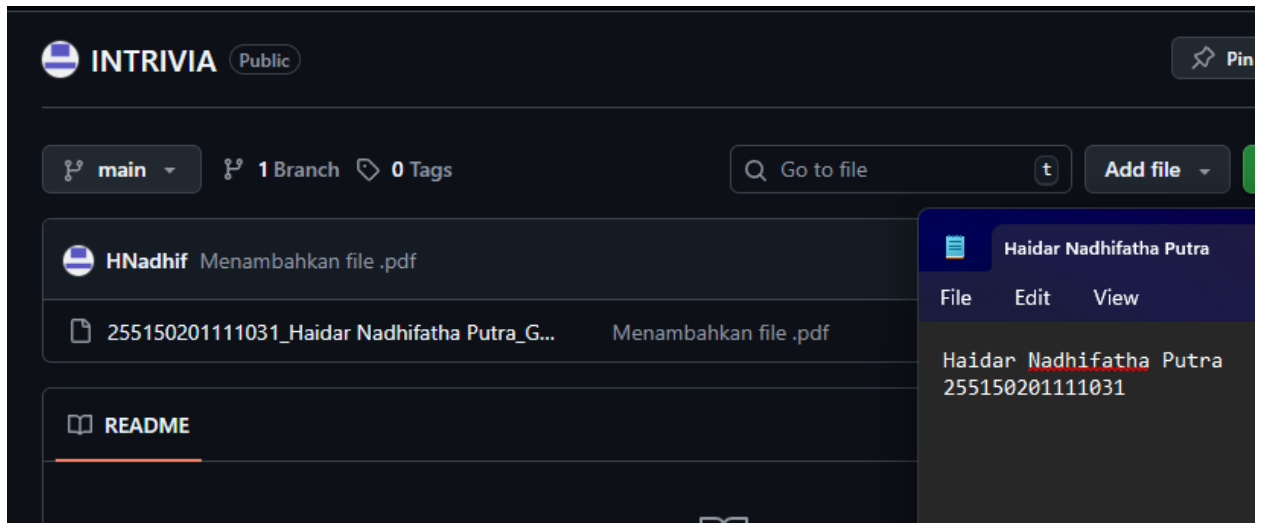 INTRIVIA Public
Pin
main 1 Branch 0 Tags
Go to file t
Add file
HNadhif Menambahkan file .pdf
255150201111031_Haidar Nadhifatha Putra_G... Menambahkan file .pdf
README
Haidar Nadhifatha Putra
File Edit View
Haidar Nadhifatha Putra
255150201111031